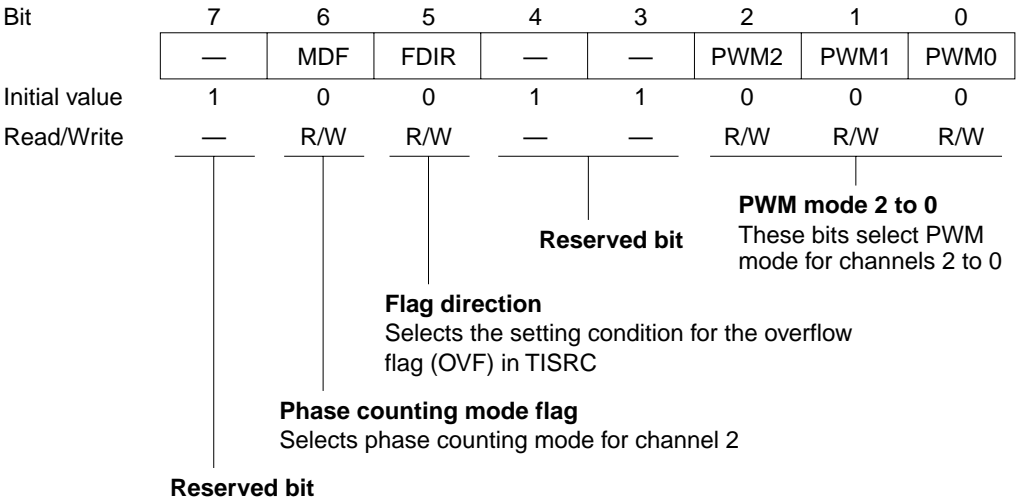 Bit 7 6 5 4 3 2 1 0
— MDF FDIR — — PWM2 PWM1 PWM0
Initial value 1 0 0 1 1 0 0 0
Read/Write — R/W R/W — — R/W R/W R/W
PWM mode 2 to 0
These bits select PWM
mode for channels 2 to 0
Reserved bit
Flag direction
Selects the setting condition for the overflow
flag (OVF) in TISRC
Phase counting mode flag
Selects phase counting mode for channel 2
Reserved bit